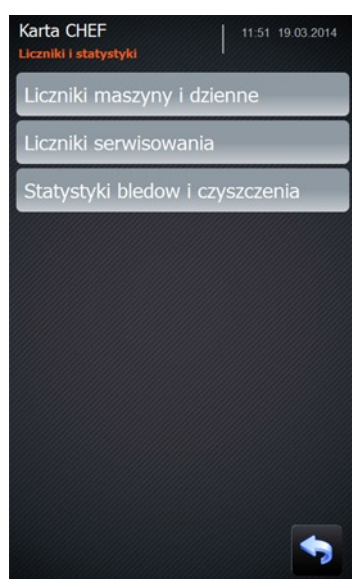 Karta CHEF
11:51 19.03.2014
Liczniki i statystyki
Liczniki maszyny i dzienne
Liczniki serwisowania
Statystyki bledow i czyszczenia